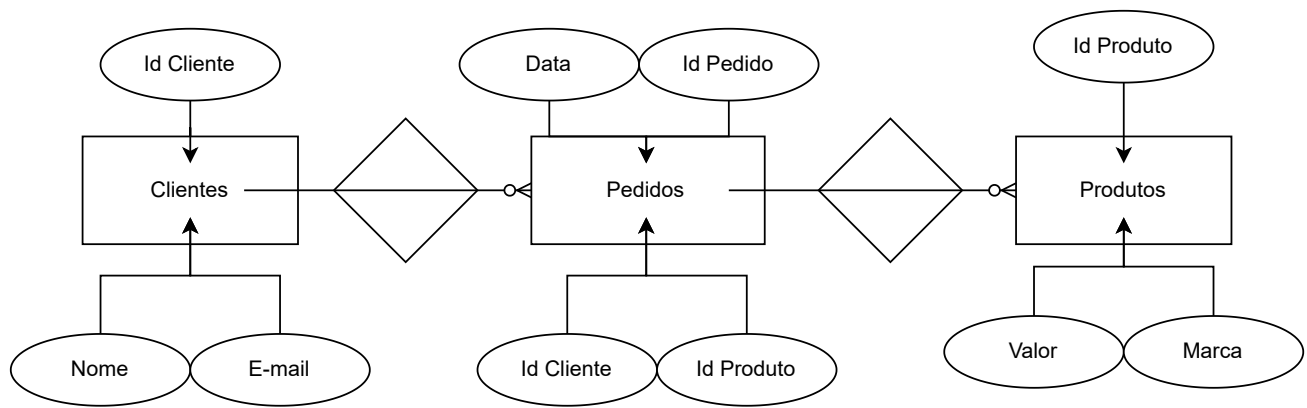 Id Cliente
Data
Id Pedido
Id Produto
Clientes
Pedidos
Produtos
Nome
E-mail
Id Cliente
Id Produto
Valor
Marca